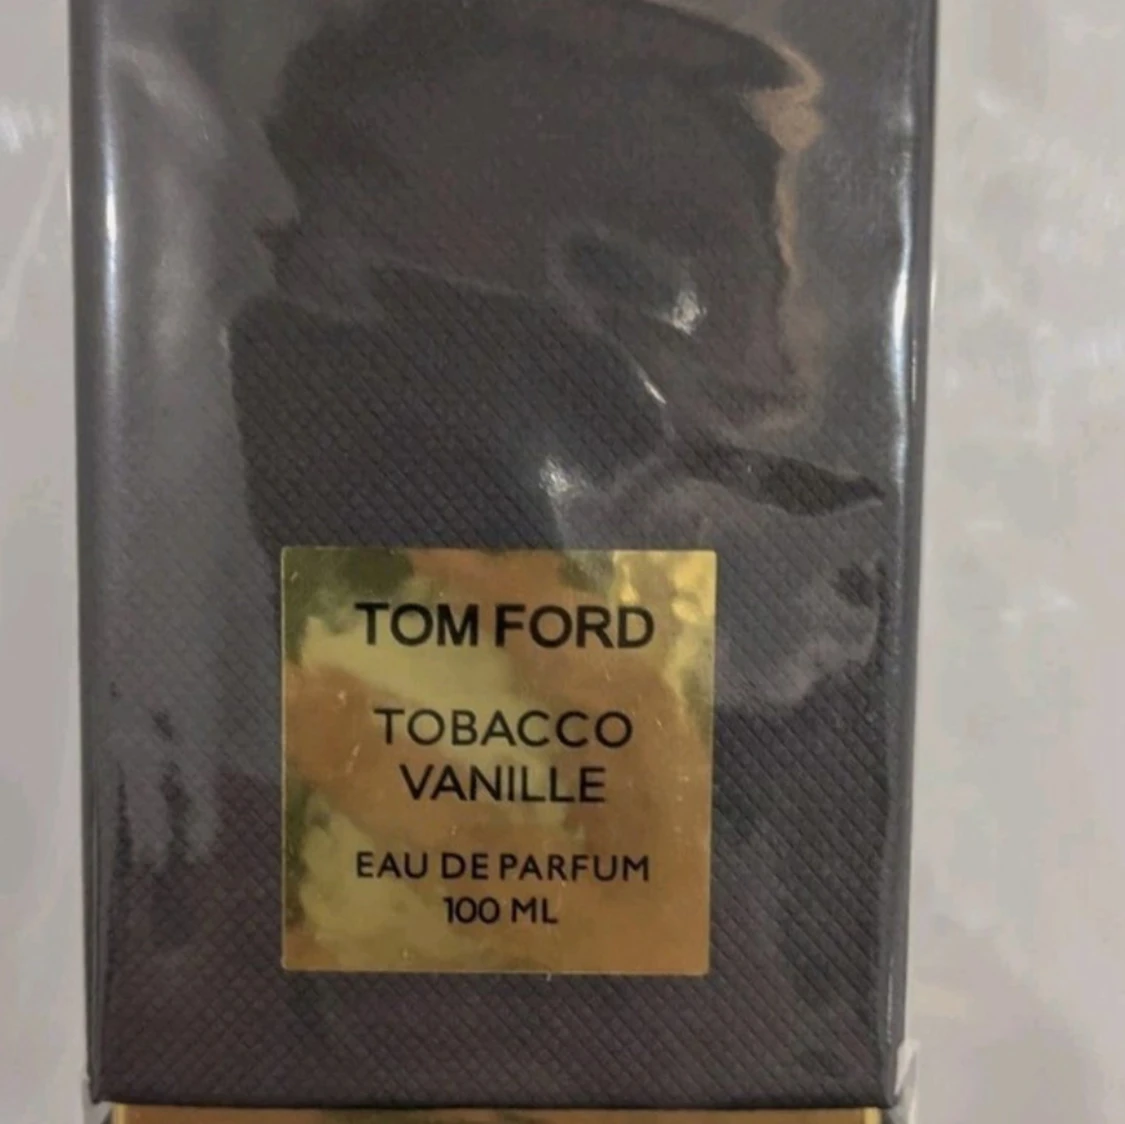 TOM FORD
TOBACCO
VANILLE
EAU DE PARFUM
100 ML